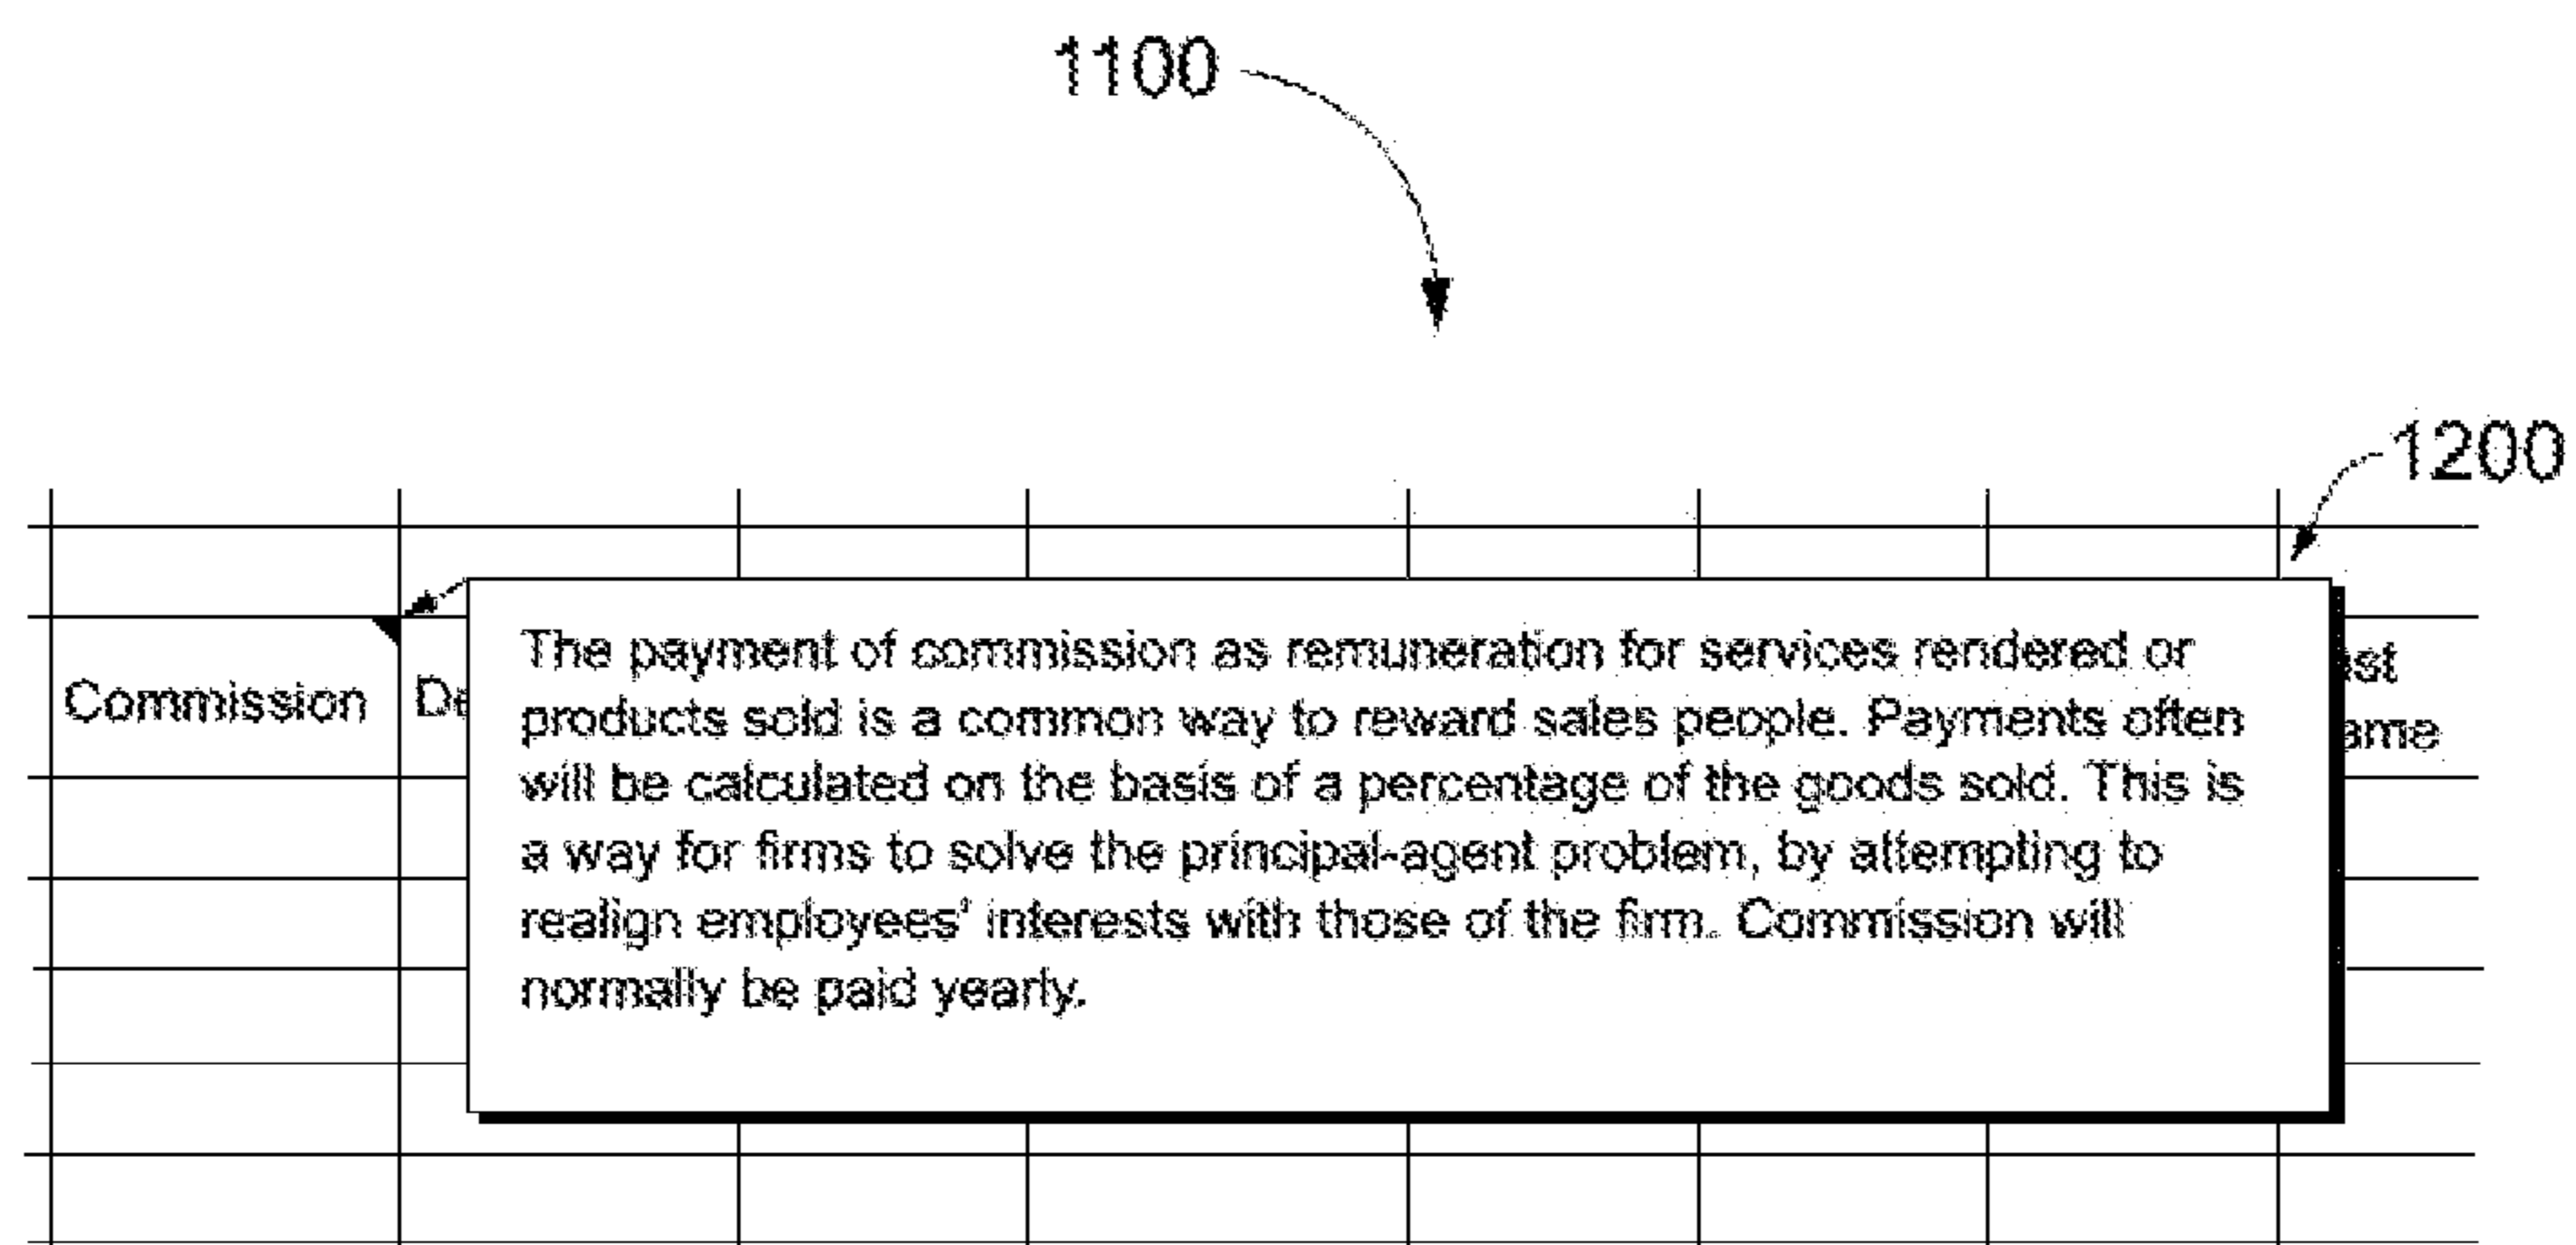 1100
1200
Commission
De
The payment of commission as remuneration for services rendered or
products sold is a common way to reward sales people. Payments often
will be calculated on the basis of a percentage of the goods sold. This is
a way for firms to solve the principal-agent problem, by attempting to
realign employees' interests with those of the firm. Commission will
normally be paid yearly.
ast
ame